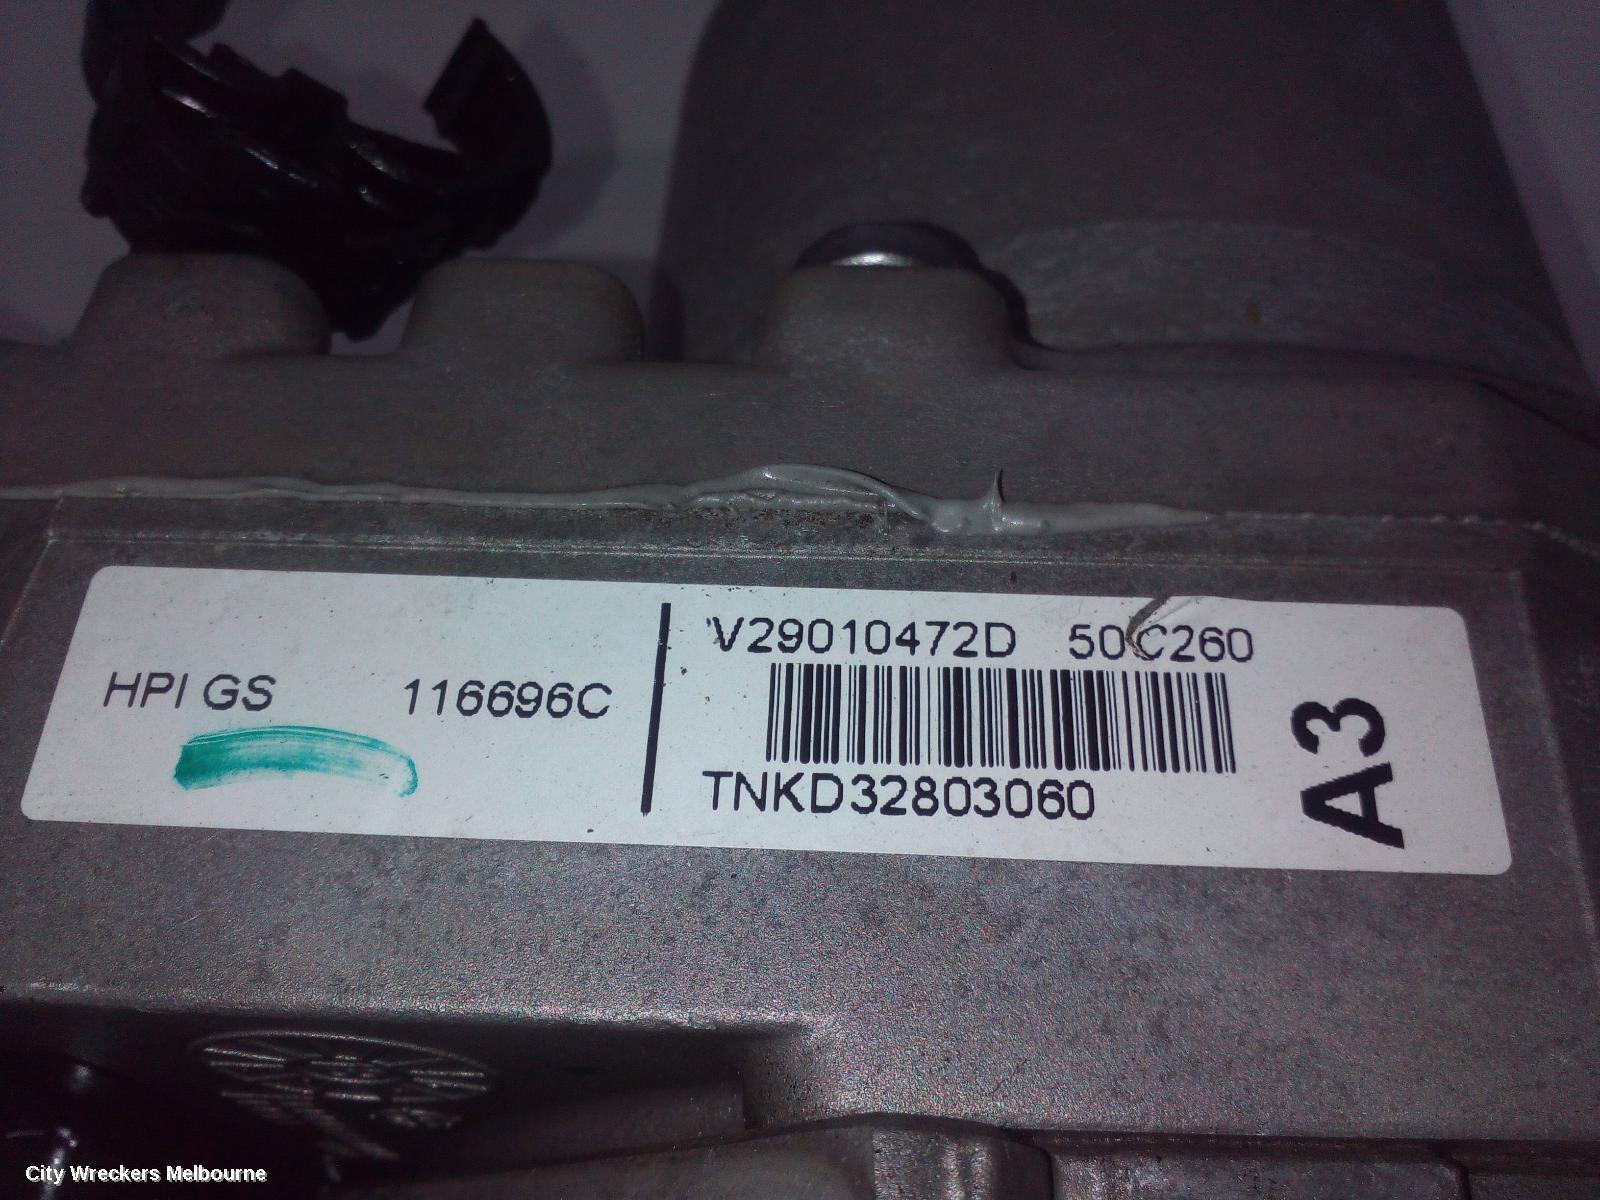 HPI GS 116696C
V29010472D 50C260
TNKD32803060
A3
City Wreckers Melbourne